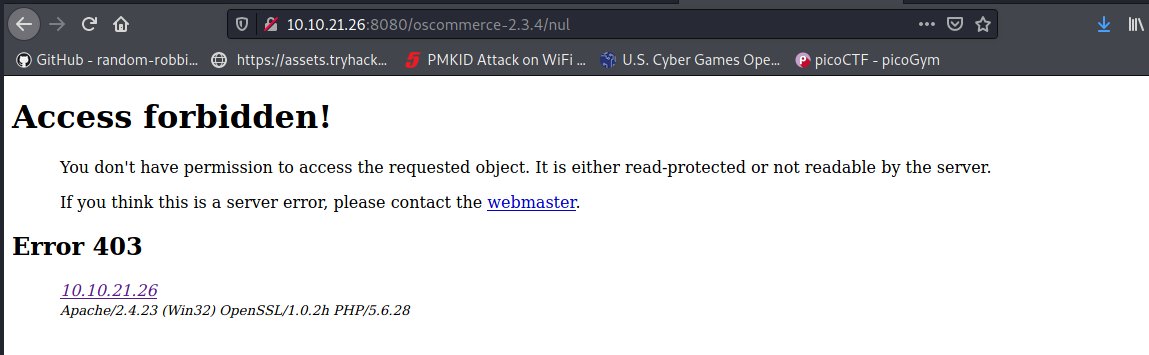 10.10.21.26:8080/oscommerce-2.3.4/nul
GitHub - random-robbi... https://assets.tryhack... PMKID Attack on WiFi ... U.S. Cyber Games Ope... picoCTF - picoGym
Access forbidden!
You don't have permission to access the requested object. It is either read-protected or not readable by the server.
If you think this is a server error, please contact the webmaster.
Error 403
10.10.21.26
Apache/2.4.23 (Win32) OpenSSL/1.0.2h PHP/5.6.28